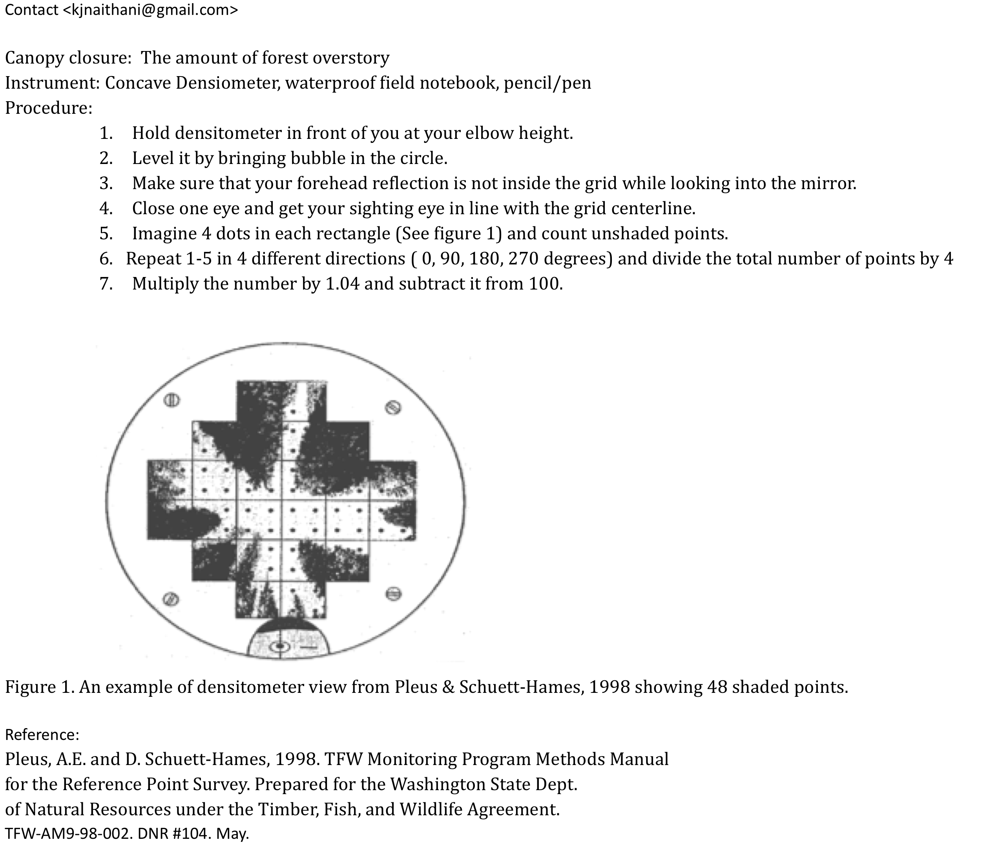 Contact <kjnaithani@gmail.com>
Canopy closure:  The amount of forest overstory
Instrument: Concave Densiometer, waterproof field notebook, pencil/pen
Procedure:
1. Hold densitometer in front of you at your elbow height.
2. Level it by bringing bubble in the circle.
3. Make sure that your forehead reflection is not inside the grid while looking into the mirror.
4. Close one eye and get your sighting eye in line with the grid centerline.
5. Imagine 4 dots in each rectangle (See figure 1) and count unshaded points.
6. Repeat 1-5 in 4 different directions ( 0, 90, 180, 270 degrees) and divide the total number of points by 4
7. Multiply the number by 1.04 and subtract it from 100.
Figure 1. An example of densitometer view from Pleus & Schuett-Hames, 1998 showing 48 shaded points.
Reference:
Pleus, A.E. and D. Schuett-Hames, 1998. TFW Monitoring Program Methods Manual
for the Reference Point Survey. Prepared for the Washington State Dept.
of Natural Resources under the Timber, Fish, and Wildlife Agreement.
TFW-AM9-98-002. DNR #104. May.